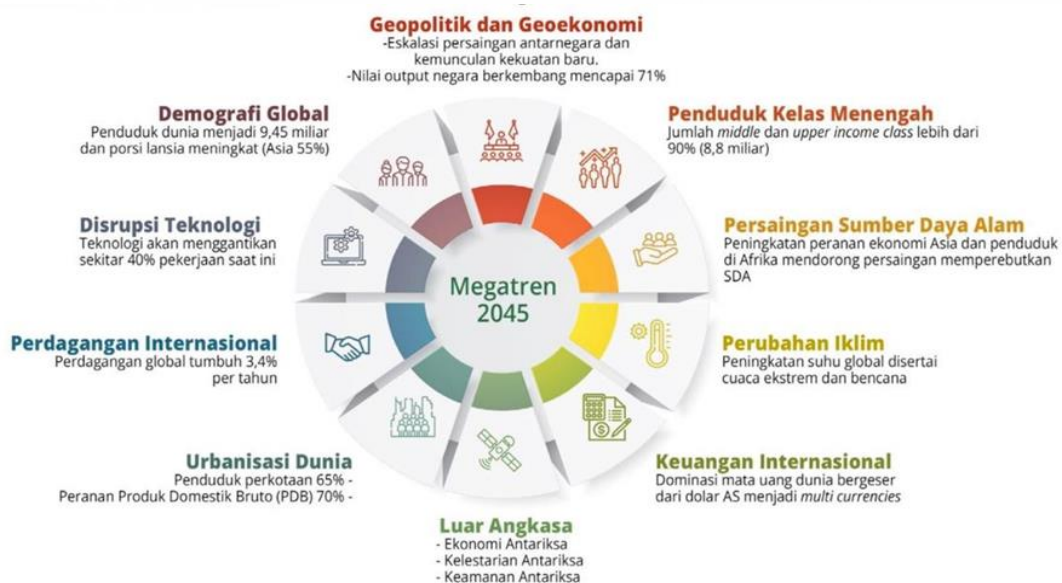 Geopolitik dan Geoekonomi
-Eskalasi persaingan antarnegara dan
kemunculan kekuatan baru.
-Nilai output negara berkembang mencapai 71%
Penduduk Kelas Menengah
Jumlah middle dan upper income class lebih dari
90% (8,8 miliar)
Persaingan Sumber Daya Alam
Peningkatan peranan ekonomi Asia dan penduduk
di Afrika mendorong persaingan memperebutkan
SDA
Perubahan Iklim
Peningkatan suhu global disertai
cuaca ekstrem dan bencana
Keuangan Internasional
Dominasi mata uang dunia bergeser
dari dolar AS menjadi multi currencies
Luar Angkasa
- Ekonomi Antariksa
- Kelestarian Antariksa
- Keamanan Antariksa
Urbanisasi Dunia
Penduduk perkotaan 65% -
Peranan Produk Domestik Bruto (PDB) 70% -
Perdagangan Internasional
Perdagangan global tumbuh 3,4%
per tahun
Disrupsi Teknologi
Teknologi akan menggantikan
sekitar 40% pekerjaan saat ini
Demografi Global
Penduduk dunia menjadi 9,45 miliar
dan porsi lansia meningkat (Asia 55%)
Megatren
2045